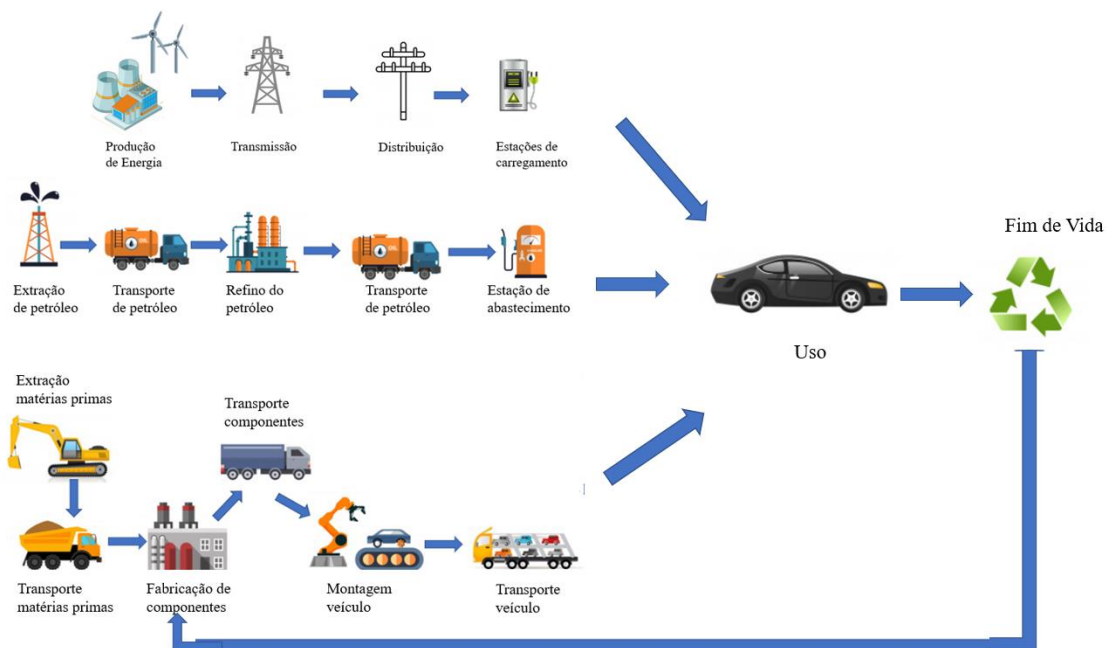 Produção
de Energia
Transmissão
Distribuição
Estações de
carregamento
Extração
de petróleo
Transporte
de petróleo
Refino do
petróleo
Transporte
de petróleo
Estação de
abastecimento
Uso
Fim de Vida
Extração
matérias primas
Transporte
componentes
Transporte
matérias primas
Fabricação de
componentes
Montagem
veículo
Transporte
veículo